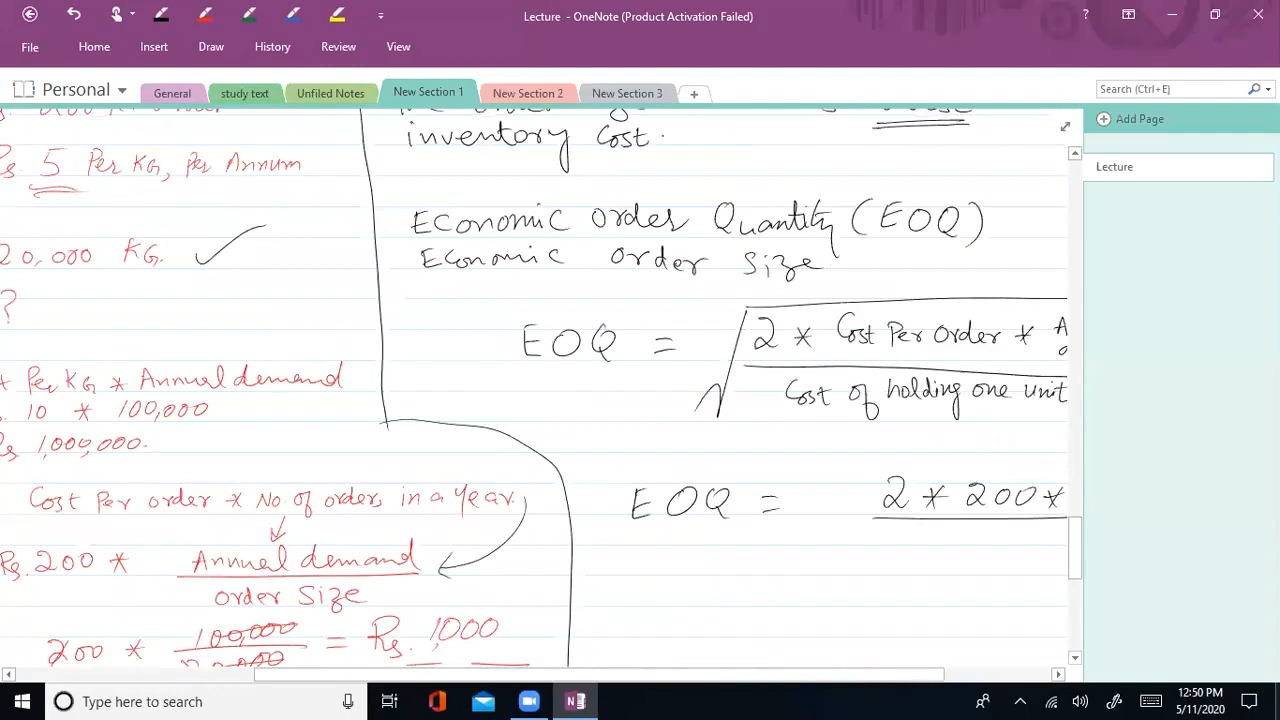 Lecture - OneNote (Product Activation Failed)
File Home Insert Draw History Review View
Personal General study text Unfiled Notes New Section 1 New Section 2 New Section 3
Search (Ctrl+E)
Add Page
Lecture
Rs. 5 Per KG, Per Annum
20,000 KG.
?
* Per KG * Annual demand
10 * 100,000
1,000,000.
Cost Per order * No. of orders in a year.
Rs. 200 * Annual demand
order Size
200 * 100,000 = Rs. 1,000
inventory Cost.
Economic Order Quantity (EOQ)
Economic order Size
EOQ = 2 * Cost Per order *
Cost of holding one unit
EOQ = 2 * 200 *
Type here to search
12:50 PM
5/11/2020